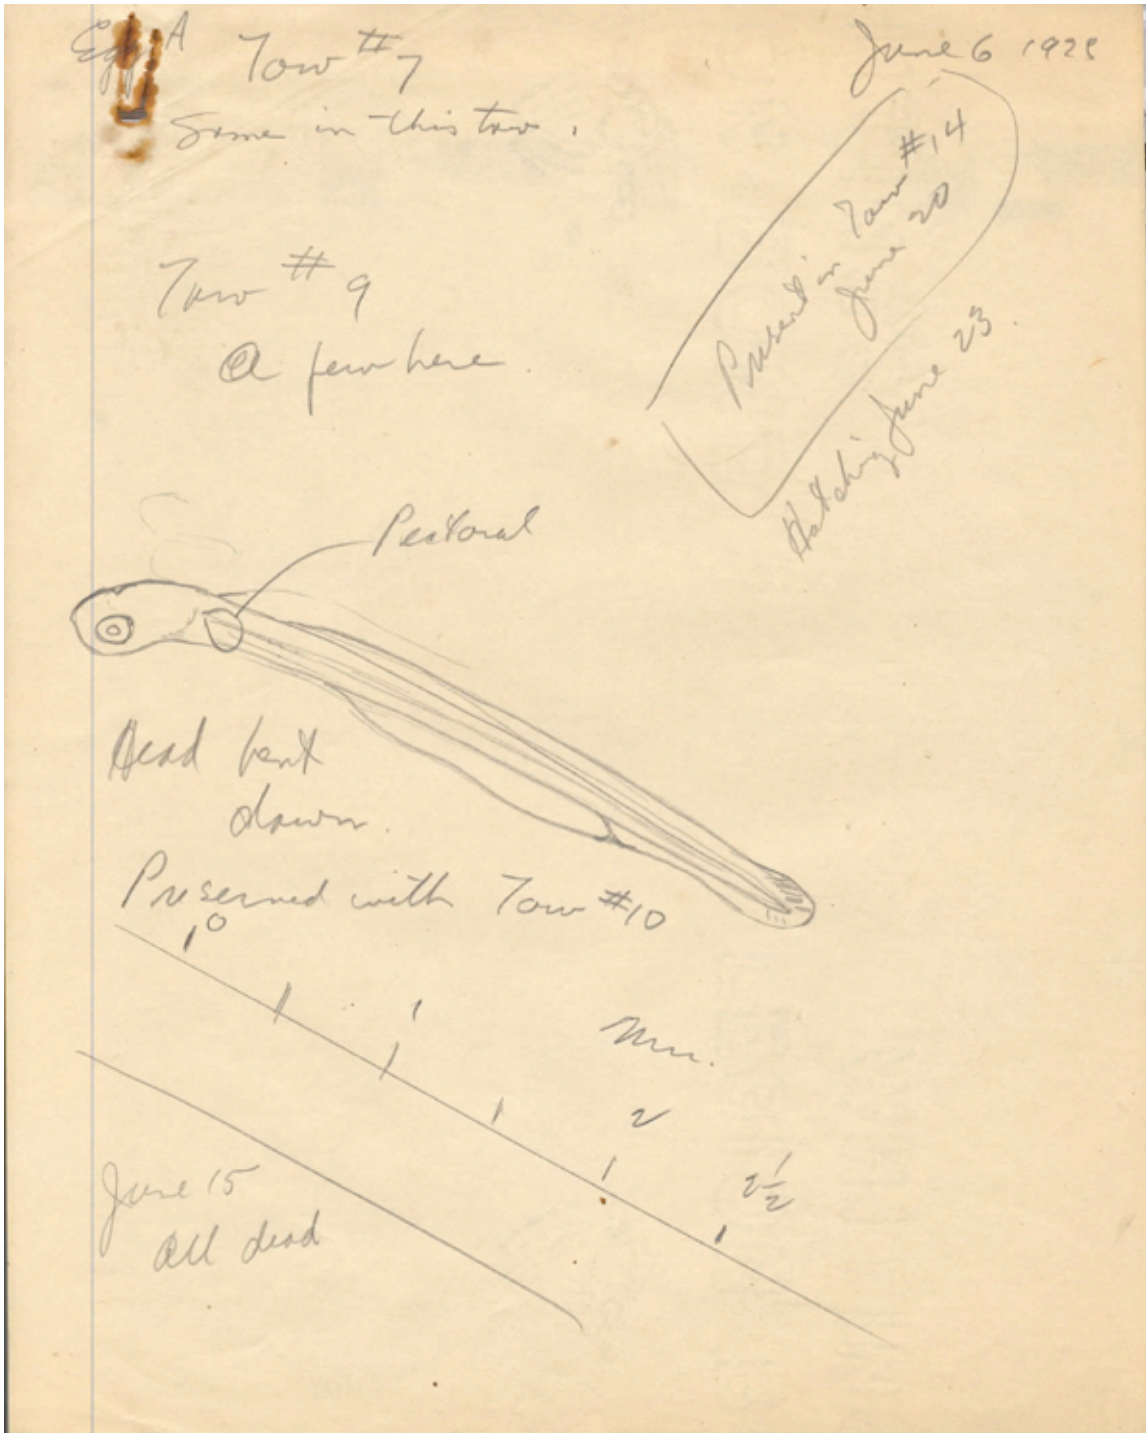 Egg A
Tow #7
June 6 1928
Some in this tow.
Present in Tow #14
June 20
Hatching June 23.
Tow #9
A few here.
Pectoral
Head bent
down.
Preserved with Tow #10
0
1
Mm.
2
2 1/2
June 15
All dead